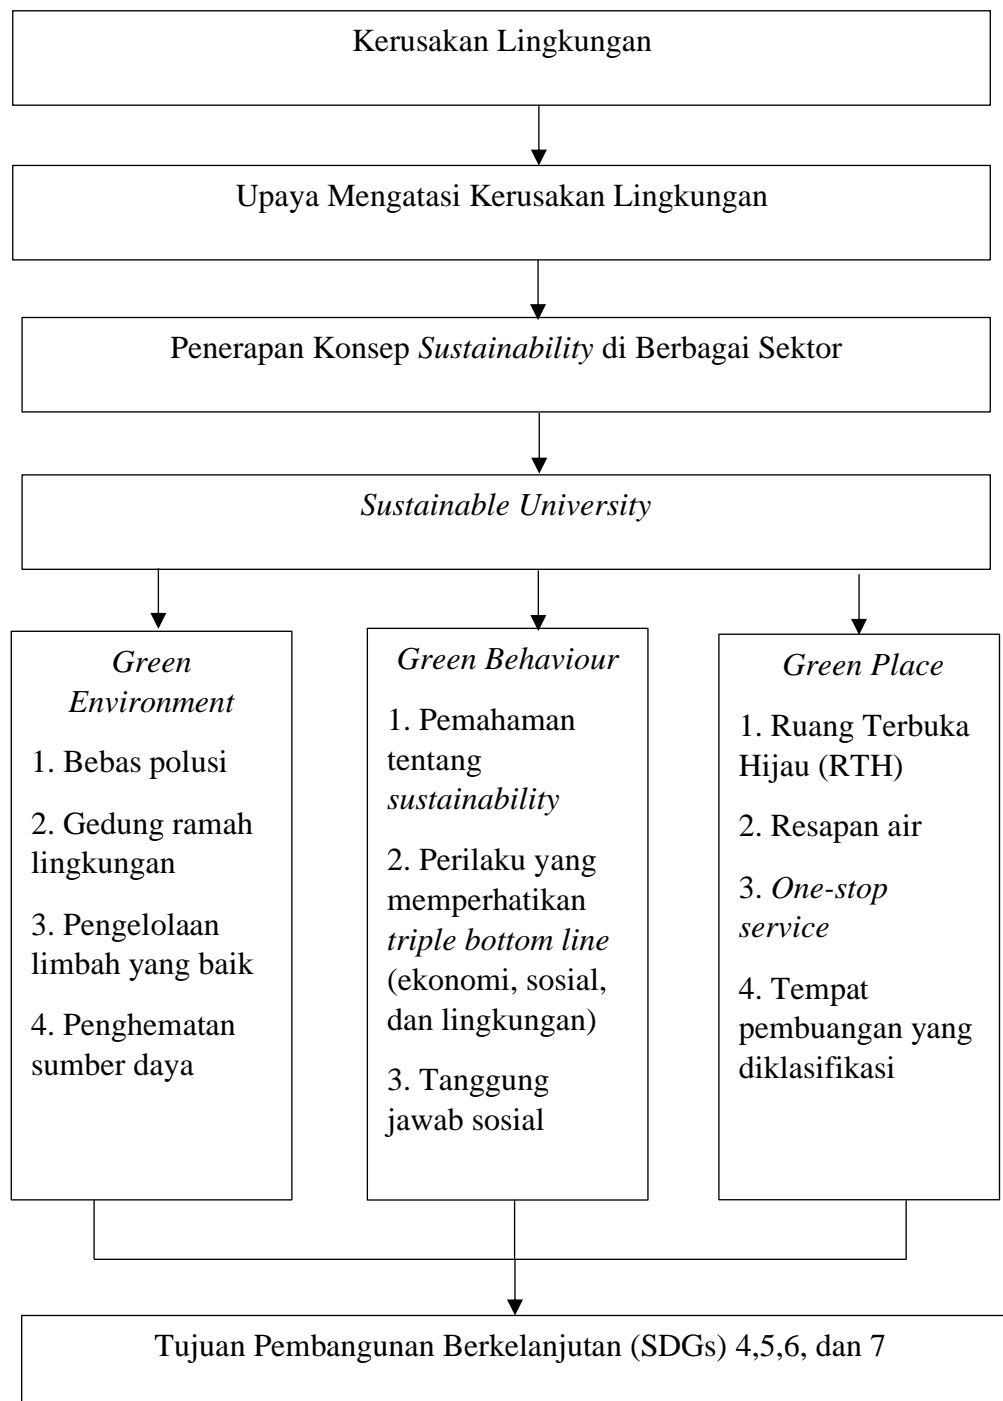 Kerusakan Lingkungan
Upaya Mengatasi Kerusakan Lingkungan
Penerapan Konsep Sustainability di Berbagai Sektor
Sustainable University
Green
Environment
1. Bebas polusi
2. Gedung ramah
lingkungan
3. Pengelolaan
limbah yang baik
4. Penghematan
sumber daya
Green Behaviour
1. Pemahaman
tentang
sustainability
2. Perilaku yang
memperhatikan
triple bottom line
(ekonomi, sosial,
dan lingkungan)
3. Tanggung
jawab sosial
Green Place
1. Ruang Terbuka
Hijau (RTH)
2. Resapan air
3. One-stop
service
4. Tempat
pembuangan yang
diklasifikasi
Tujuan Pembangunan Berkelanjutan (SDGs) 4,5,6, dan 7